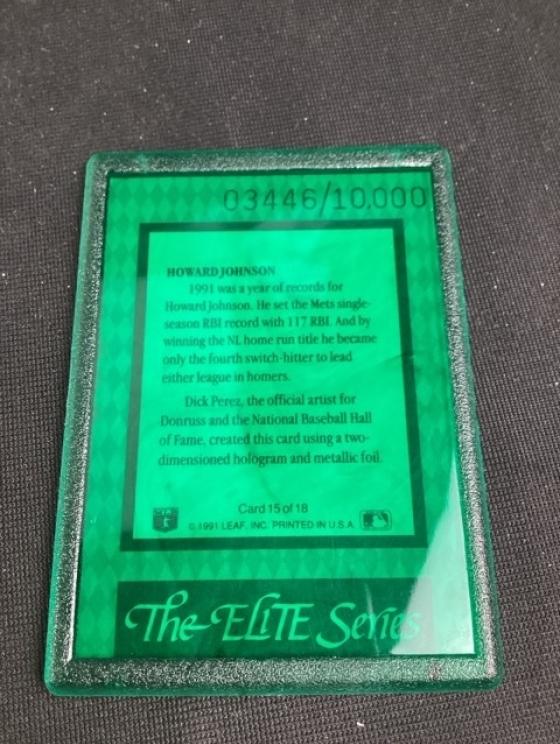 03446/10,000
HOWARD JOHNSON
1991 was a year of records for
Howard Johnson. He set the Mets single-
season RBI record with 117 RBI. And by
winning the NL home run title he became
only the fourth switch-hitter to lead
either league in homers.
Dick Perez, the official artist for
Donruss and the National Baseball Hall
of Fame, created this card using a two-
dimensional hologram and metallic foil.
Card 15 of 18
© 1991 LEAF, INC. PRINTED IN U.S.A.
The ELITE Series